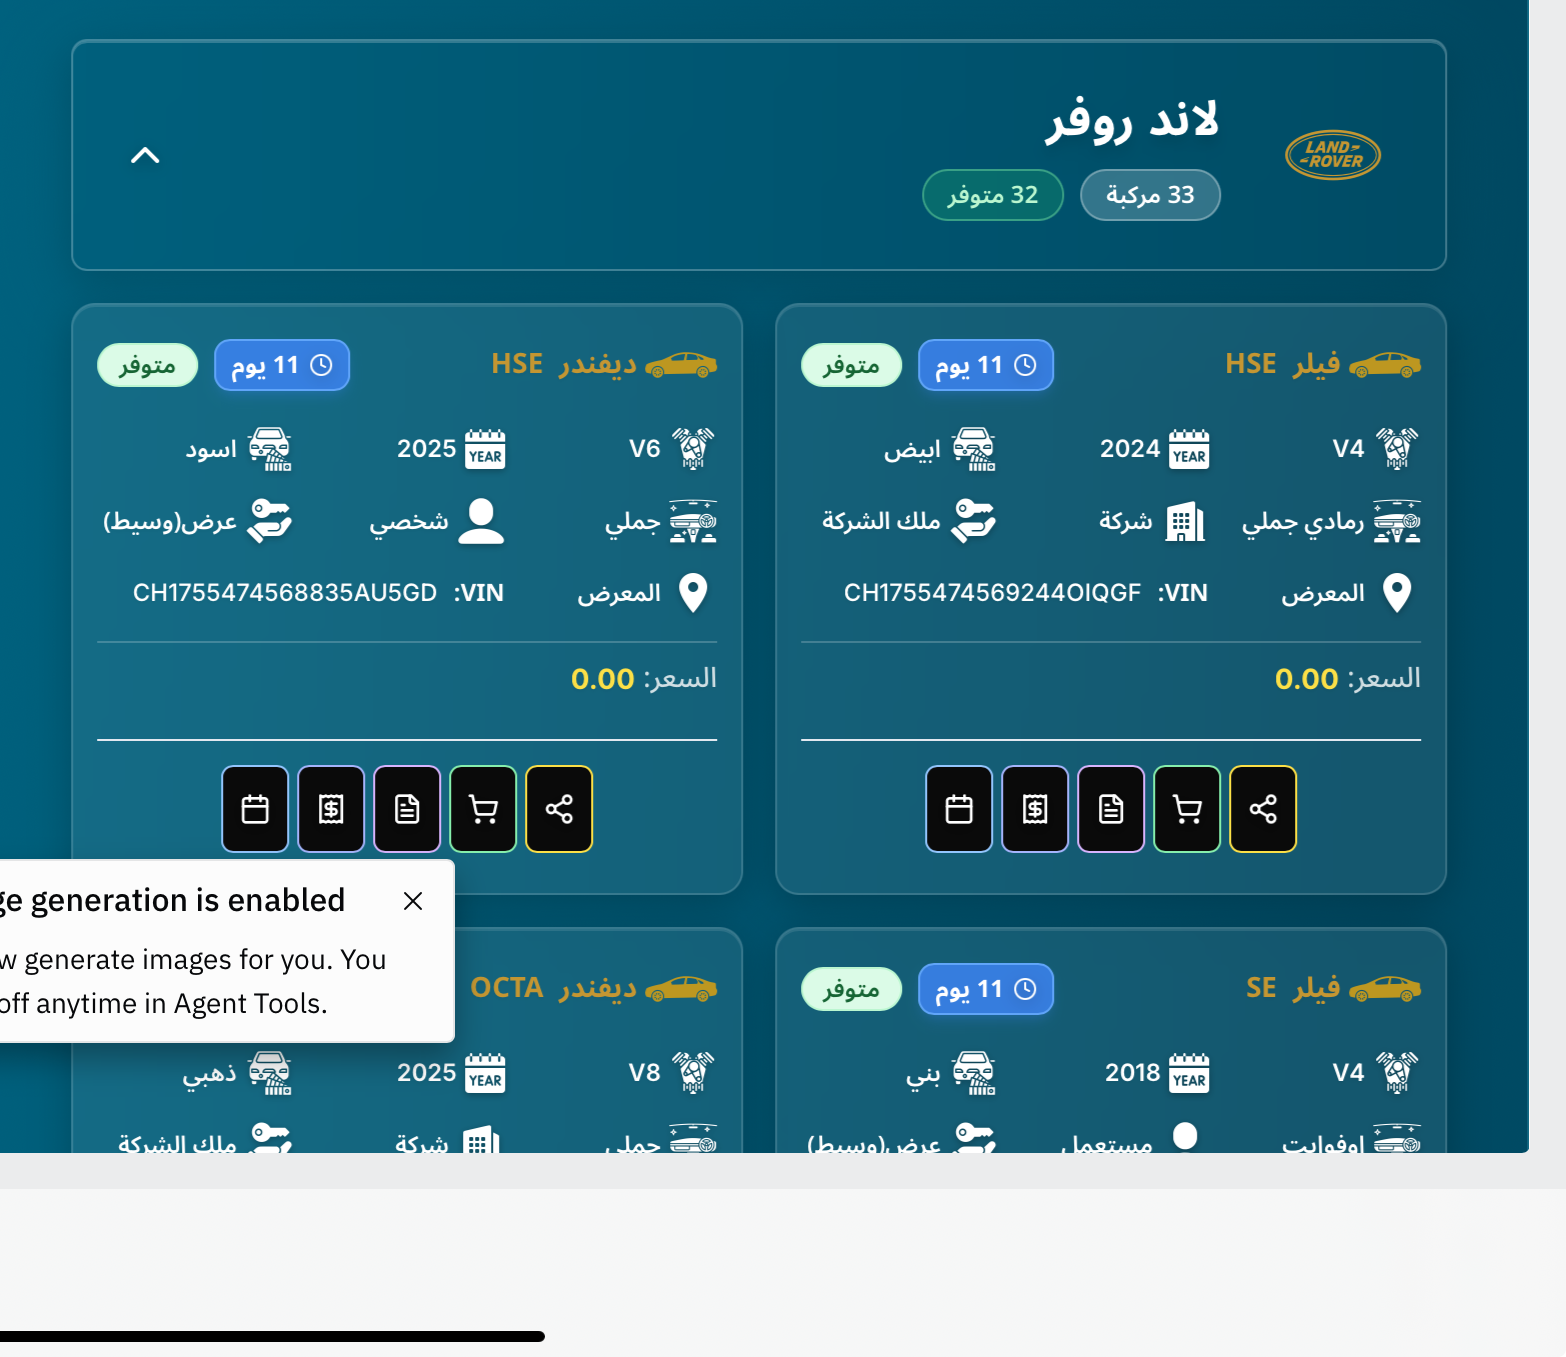 لاند روفر
LAND-
-ROVER
33 مركبة
32 متوفر
فيلر HSE
11 يوم
متوفر
V4
2024
YEAR
ابيض
رمادي جملي
شركة
ملك الشركة
المعرض
VIN: CH1755474569244OIQGF
السعر: 0.00
ديفندر HSE
11 يوم
متوفر
V6
2025
YEAR
اسود
جملي
شخصي
عرض(وسيط)
المعرض
VIN: CH1755474568835AU5GD
السعر: 0.00
فيلر SE
11 يوم
متوفر
V4
2018
YEAR
بني
اوفوايت
مستعمل
عرض(وسيط)
ديفندر OCTA
V8
2025
YEAR
ذهبي
جملي
شركة
ملك الشركة
generation is enabled
generate images for you. You
off anytime in Agent Tools.